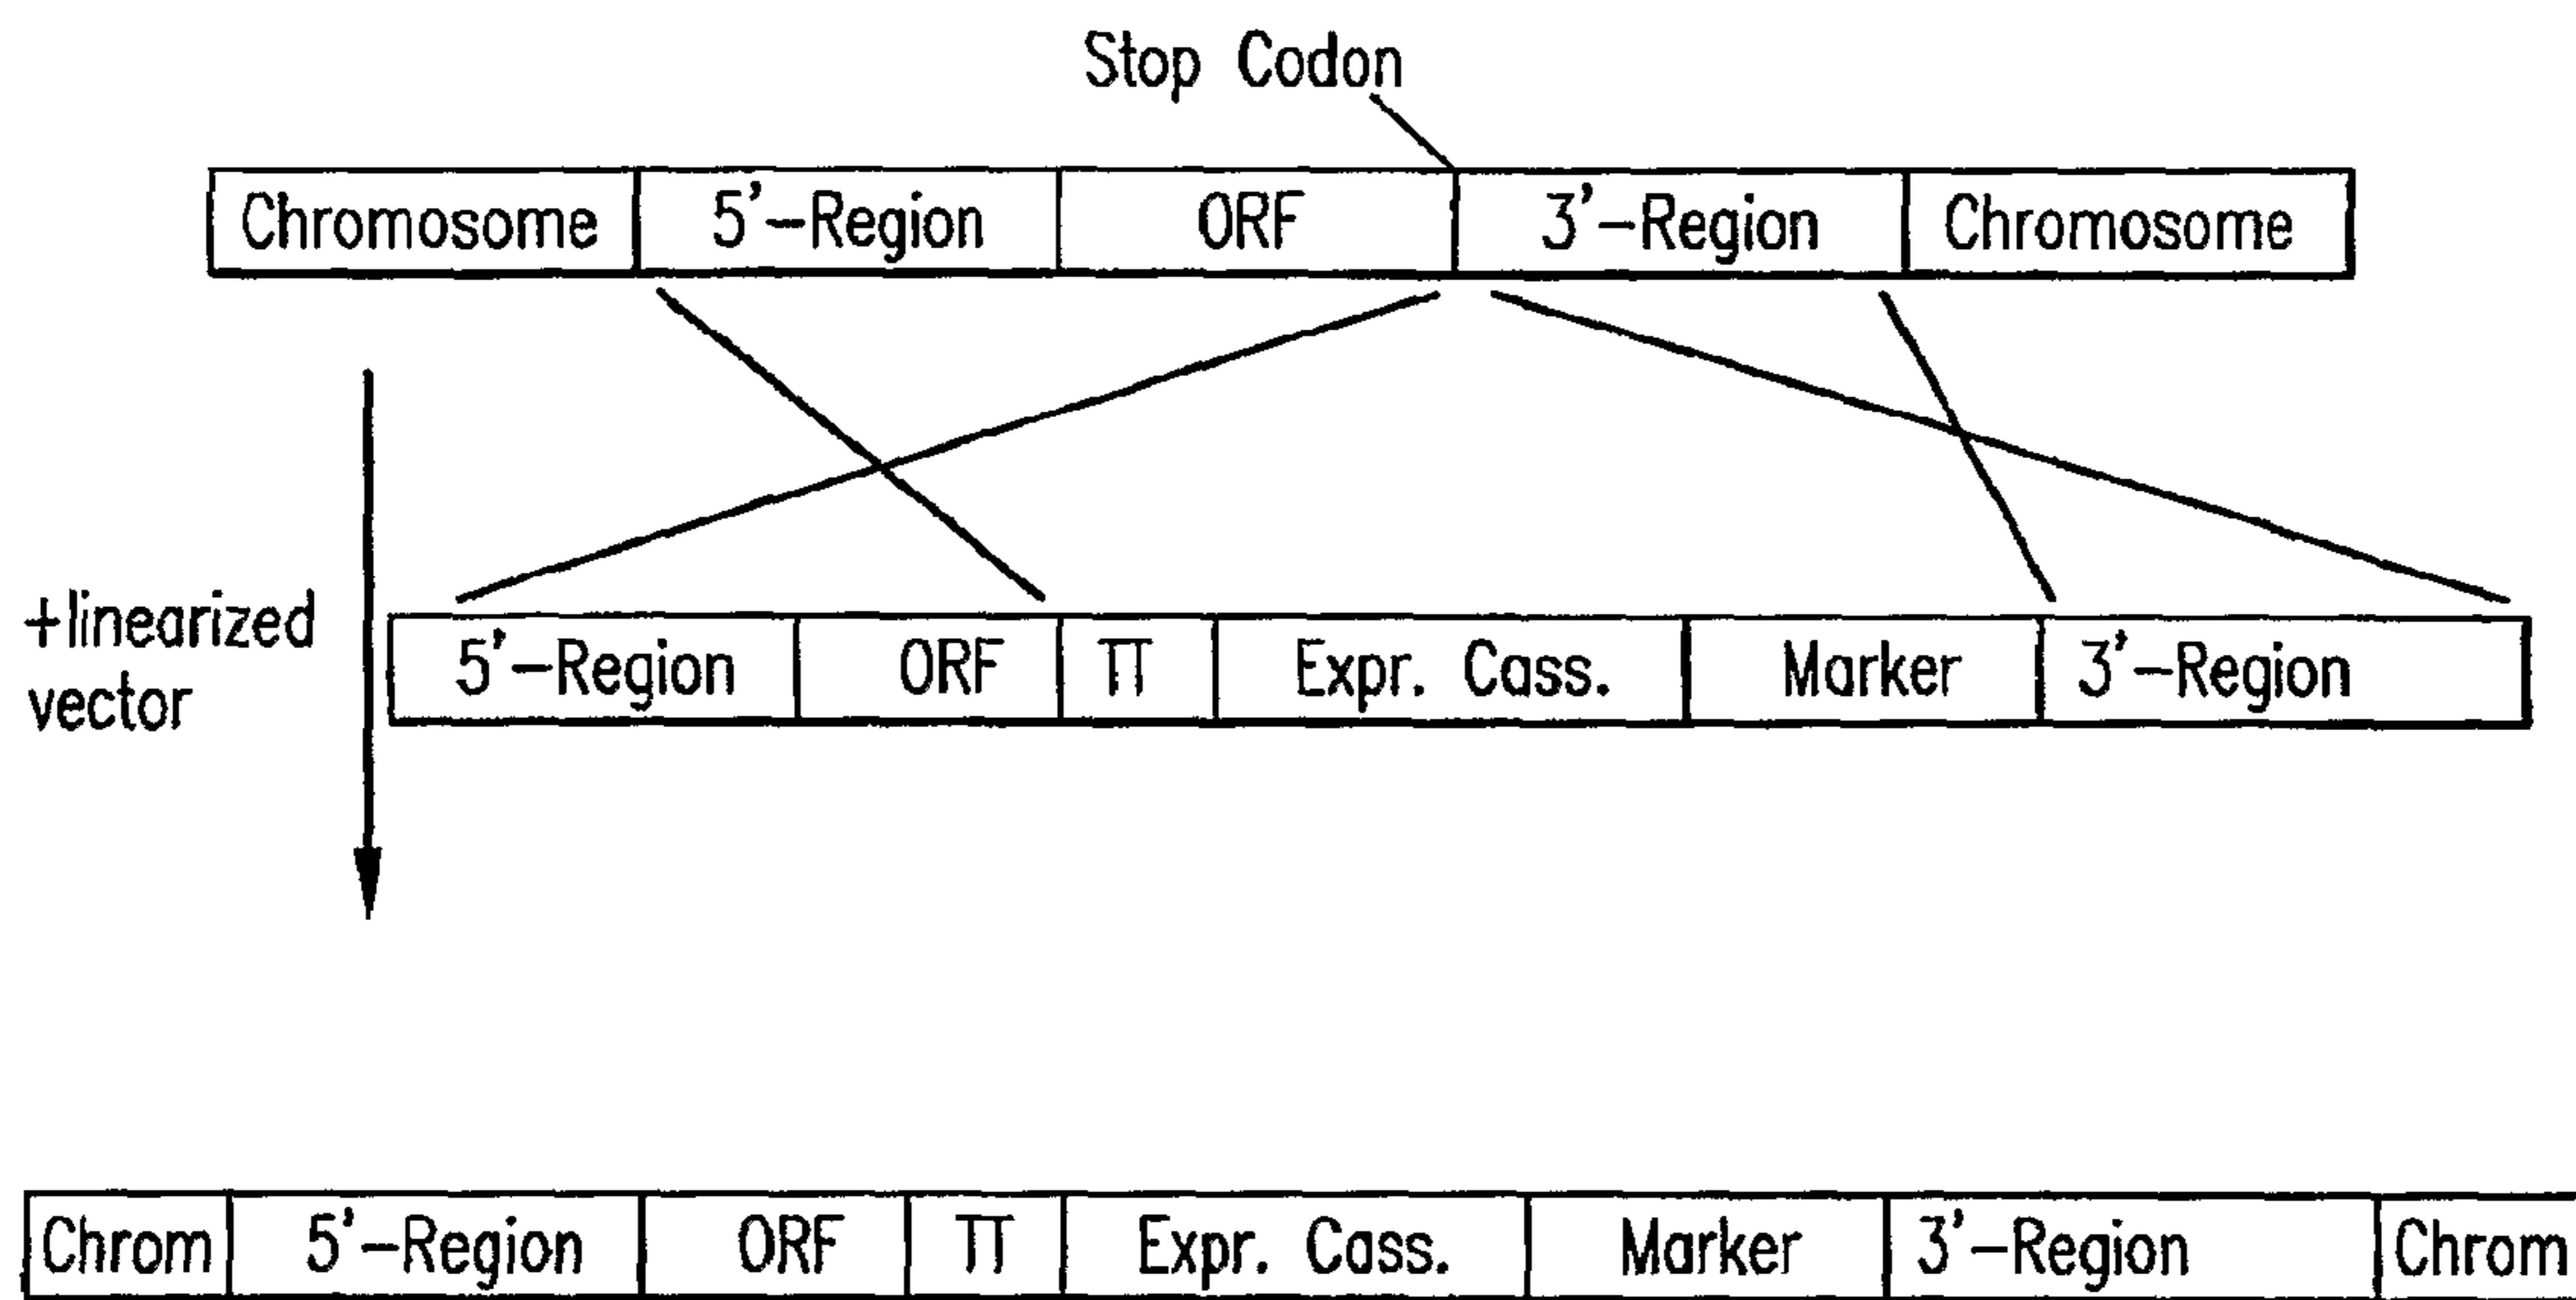 Stop Codon
Chromosome 5'-Region ORF 3'-Region Chromosome
+linearized
vector
5'-Region ORF TT Expr. Cass. Marker 3'-Region
Chrom 5'-Region ORF TT Expr. Cass. Marker 3'-Region Chrom